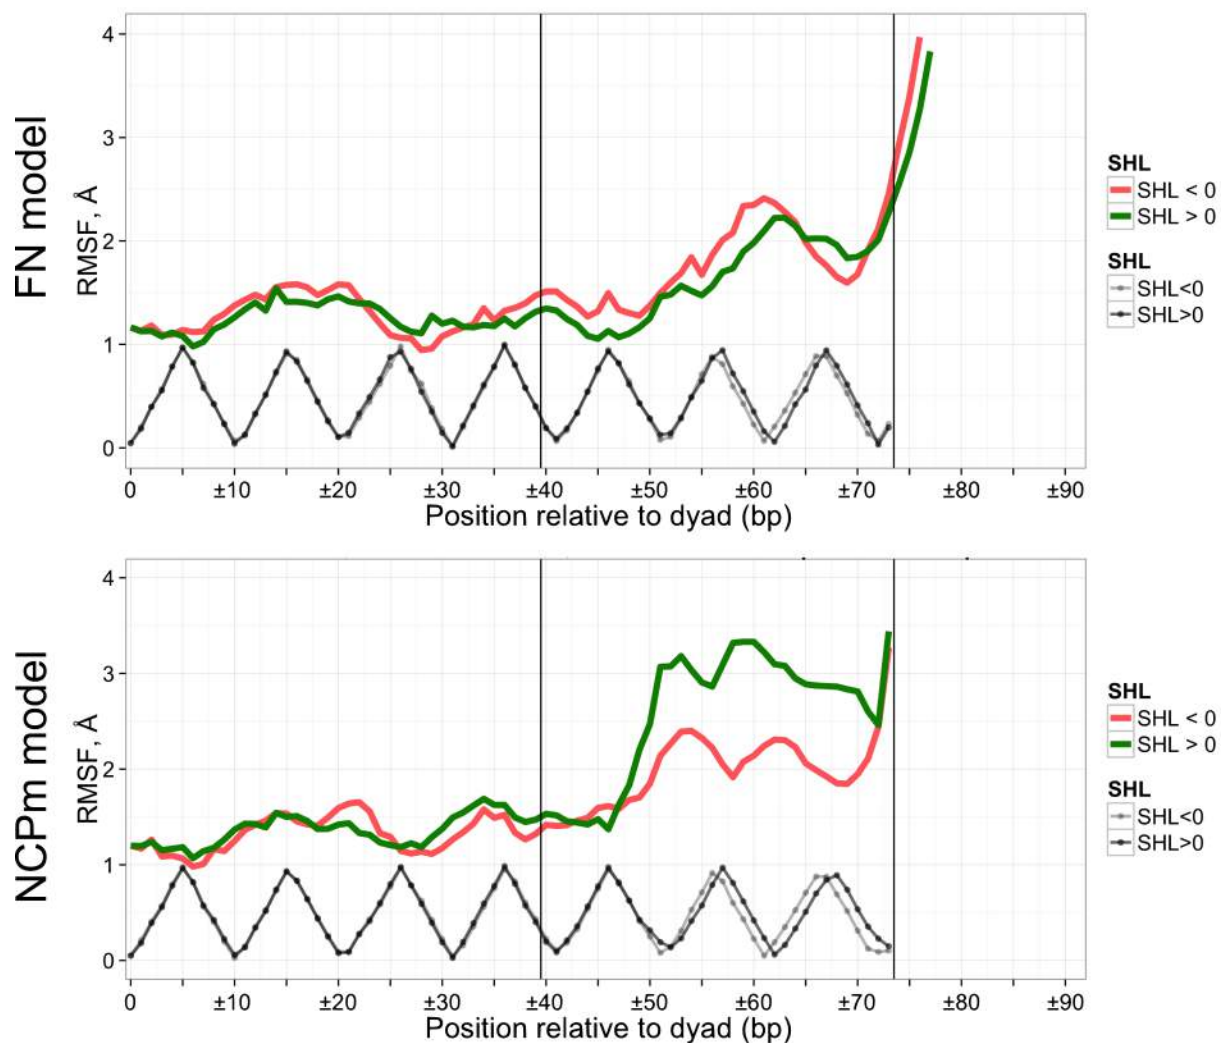 FN model
RMSF, Å
4
3
2
1
0
0 ±10 ±20 ±30 ±40 ±50 ±60 ±70 ±80 ±90
Position relative to dyad (bp)
SHL
SHL < 0
SHL > 0
SHL
SHL<0
SHL>0
NCPm model
RMSF, Å
4
3
2
1
0
0 ±10 ±20 ±30 ±40 ±50 ±60 ±70 ±80 ±90
Position relative to dyad (bp)
SHL
SHL < 0
SHL > 0
SHL
SHL<0
SHL>0